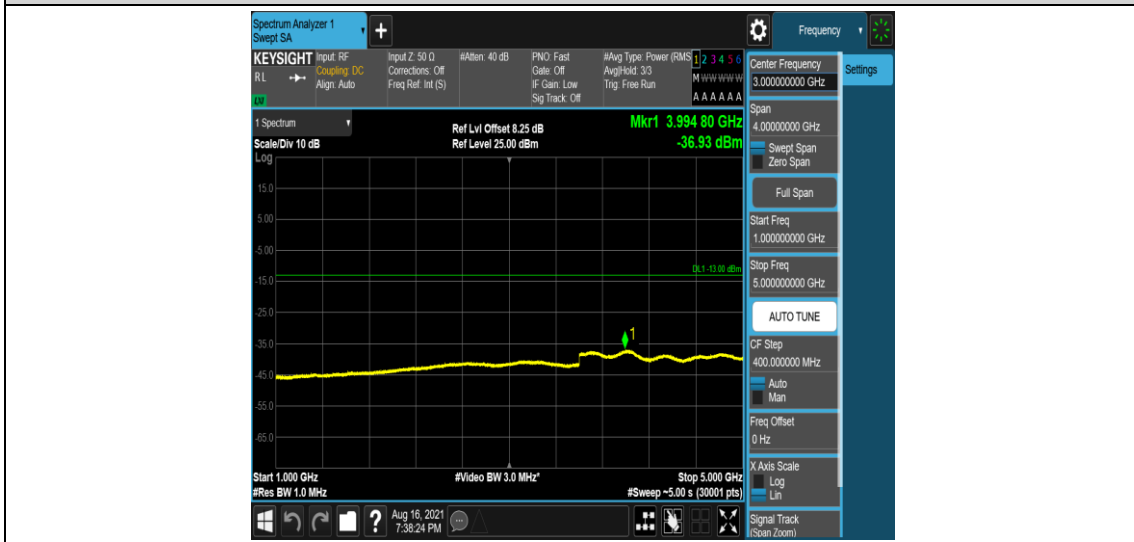 Spectrum Analyzer 1
Swept SA
+
Frequency
KEYSIGHT
RL
LXI
Input: RF
Coupling: DC
Align: Auto
Input Z: 50 Ω
Corrections: Off
Freq Ref: Int (S)
#Atten: 40 dB
PNO: Fast
Gate: Off
IF Gain: Low
Sig Track: Off
#Avg Type: Power (RMS
Avg|Hold: 3/3
Trig: Free Run
1 2 3 4 5 6
M W W W W W
A A A A A A
1 Spectrum
Scale/Div 10 dB
Log
Ref Lvl Offset 8.25 dB
Ref Level 25.00 dBm
Mkr1 3.994 80 GHz
-36.93 dBm
15.0
5.00
-5.00
DL1 -13.00 dBm
-15.0
-25.0
1
-35.0
-45.0
-55.0
-65.0
Start 1.000 GHz
#Res BW 1.0 MHz
#Video BW 3.0 MHz*
Stop 5.000 GHz
#Sweep ~5.00 s (30001 pts)
Center Frequency
3.000000000 GHz
Settings
Span
4.00000000 GHz
Swept Span
Zero Span
Full Span
Start Freq
1.000000000 GHz
Stop Freq
5.000000000 GHz
AUTO TUNE
CF Step
400.000000 MHz
Auto
Man
Freq Offset
0 Hz
X Axis Scale
Log
Lin
Signal Track
(Span Zoom)
?
Aug 16, 2021
7:38:24 PM